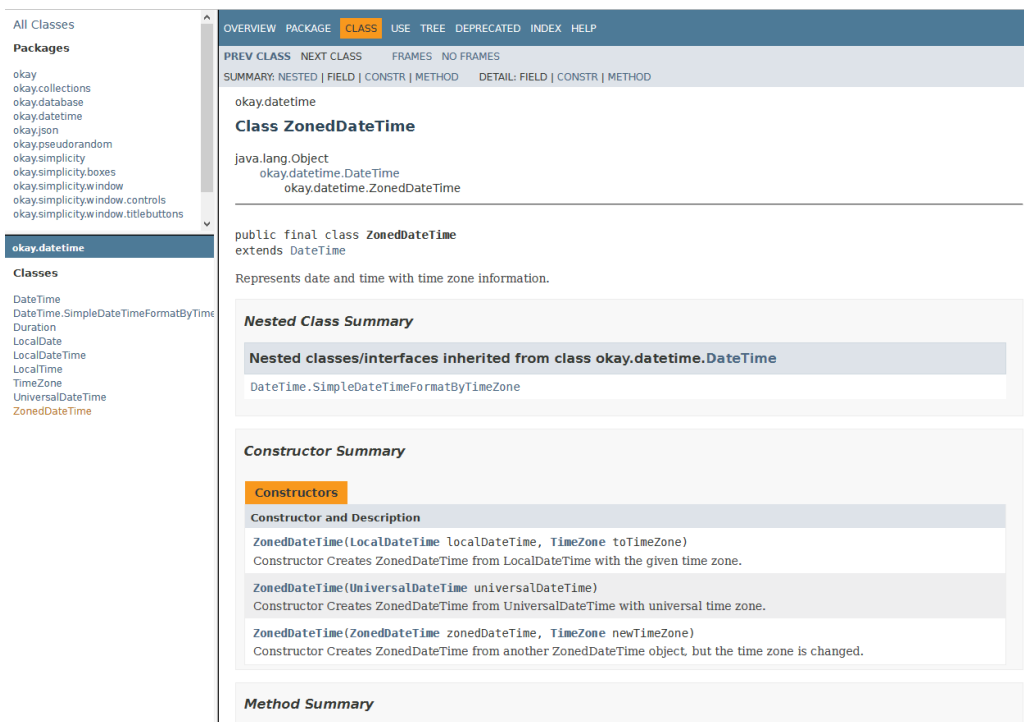 All Classes
Packages
okay
okay.collections
okay.database
okay.datetime
okay.json
okay.pseudorandom
okay.simplicity
okay.simplicity.boxes
okay.simplicity.window
okay.simplicity.window.controls
okay.simplicity.window.titlebuttons
okay.datetime
Classes
DateTime
DateTime.SimpleDateTimeFormatByTime
Duration
LocalDate
LocalDateTime
LocalTime
TimeZone
UniversalDateTime
ZonedDateTime
OVERVIEW PACKAGE CLASS USE TREE DEPRECATED INDEX HELP
PREV CLASS NEXT CLASS FRAMES NO FRAMES
SUMMARY: NESTED | FIELD | CONSTR | METHOD DETAIL: FIELD | CONSTR | METHOD
okay.datetime
Class ZonedDateTime
java.lang.Object
okay.datetime.DateTime
okay.datetime.ZonedDateTime
public final class ZonedDateTime
extends DateTime
Represents date and time with time zone information.
Nested Class Summary
Nested classes/interfaces inherited from class okay.datetime.DateTime
DateTime.SimpleDateTimeFormatByTimeZone
Constructor Summary
Constructors
Constructor and Description
ZonedDateTime(LocalDateTime localDateTime, TimeZone toTimeZone)
Constructor Creates ZonedDateTime from LocalDateTime with the given time zone.
ZonedDateTime(UniversalDateTime universalDateTime)
Constructor Creates ZonedDateTime from UniversalDateTime with universal time zone.
ZonedDateTime(ZonedDateTime zonedDateTime, TimeZone newTimeZone)
Constructor Creates ZonedDateTime from another ZonedDateTime object, but the time zone is changed.
Method Summary